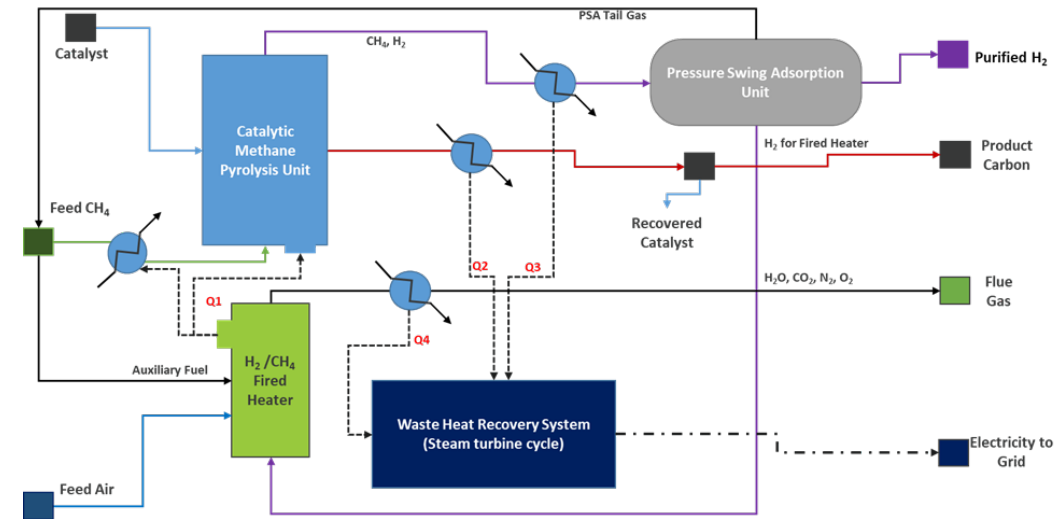 PSA Tail Gas
Catalyst
CH₄, H₂
Pressure Swing Adsorption
Unit
Purified H₂
Catalytic
Methane
Pyrolysis Unit
H₂ for Fired Heater
Product
Carbon
Feed CH₄
Recovered
Catalyst
Q1
Q2
Q3
H₂O, CO₂, N₂, O₂
Flue
Gas
Q4
H₂ /CH₄
Fired
Heater
Auxiliary Fuel
Waste Heat Recovery System
(Steam turbine cycle)
Electricity to
Grid
Feed Air